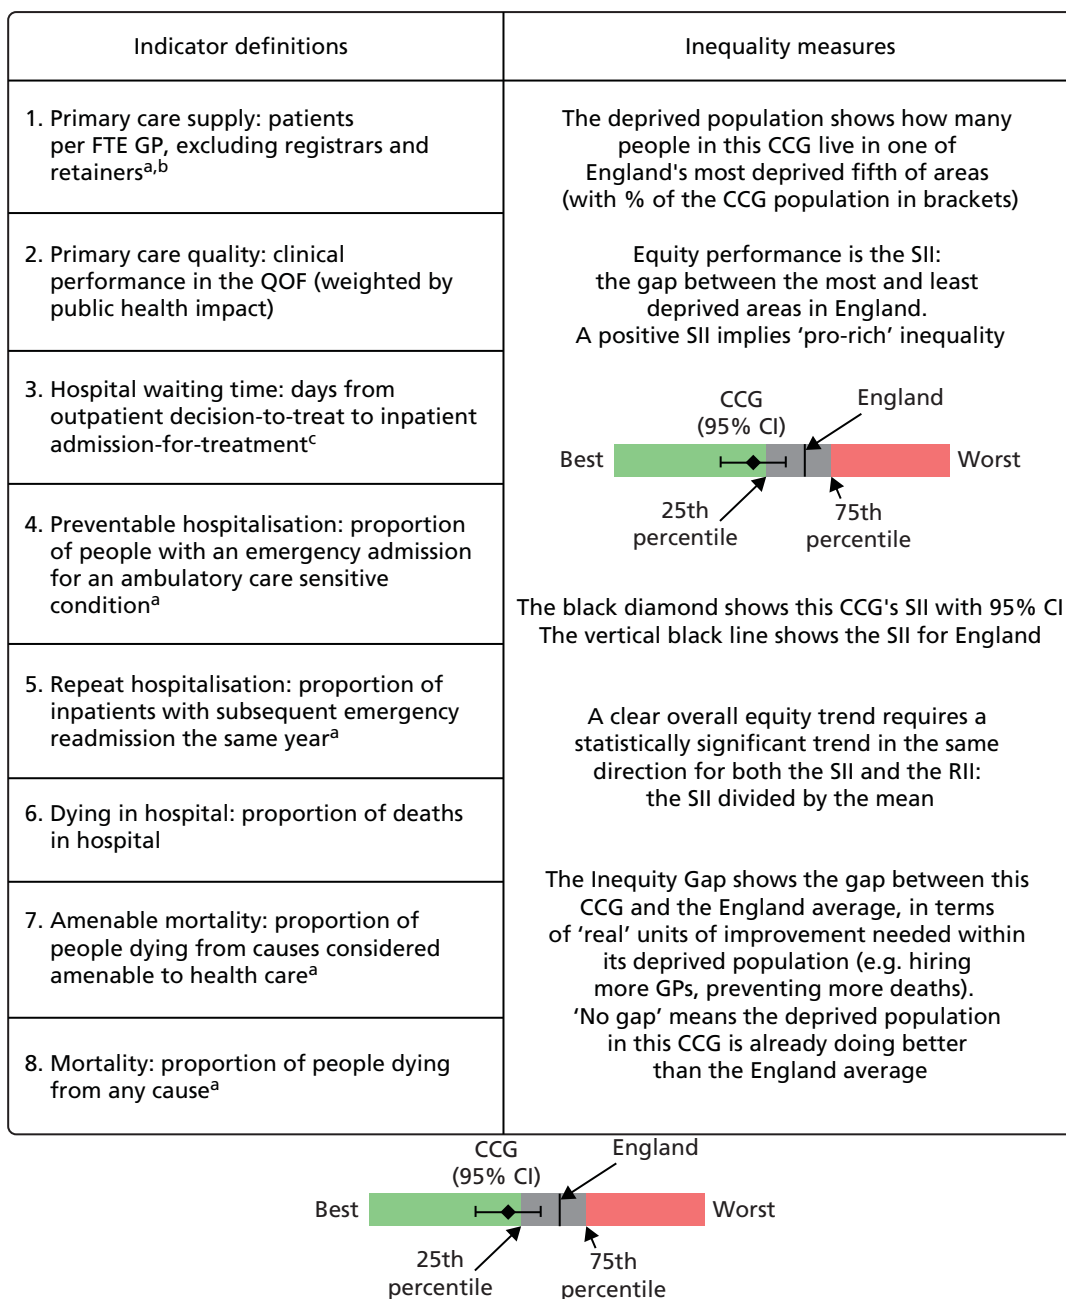 Indicator definitions
Inequality measures
1. Primary care supply: patients
per FTE GP, excluding registrars and
retainersa,b
2. Primary care quality: clinical
performance in the QOF (weighted by
public health impact)
3. Hospital waiting time: days from
outpatient decision-to-treat to inpatient
admission-for-treatmentc
4. Preventable hospitalisation: proportion
of people with an emergency admission
for an ambulatory care sensitive
conditiona
5. Repeat hospitalisation: proportion of
inpatients with subsequent emergency
readmission the same yeara
6. Dying in hospital: proportion of deaths
in hospital
7. Amenable mortality: proportion of
people dying from causes considered
amenable to health carea
8. Mortality: proportion of people dying
from any causea
The deprived population shows how many
people in this CCG live in one of
England's most deprived fifth of areas
(with % of the CCG population in brackets)
Equity performance is the SII:
the gap between the most and least
deprived areas in England.
A positive SII implies ‘pro-rich’ inequality
CCG
(95% CI)
England
Best
Worst
25th
percentile
75th
percentile
The black diamond shows this CCG's SII with 95% CI
The vertical black line shows the SII for England
A clear overall equity trend requires a
statistically significant trend in the same
direction for both the SII and the RII:
the SII divided by the mean
The Inequity Gap shows the gap between this
CCG and the England average, in terms
of ‘real’ units of improvement needed within
its deprived population (e.g. hiring
more GPs, preventing more deaths).
‘No gap’ means the deprived population
in this CCG is already doing better
than the England average
CCG
(95% CI)
England
Best
Worst
25th
percentile
75th
percentile